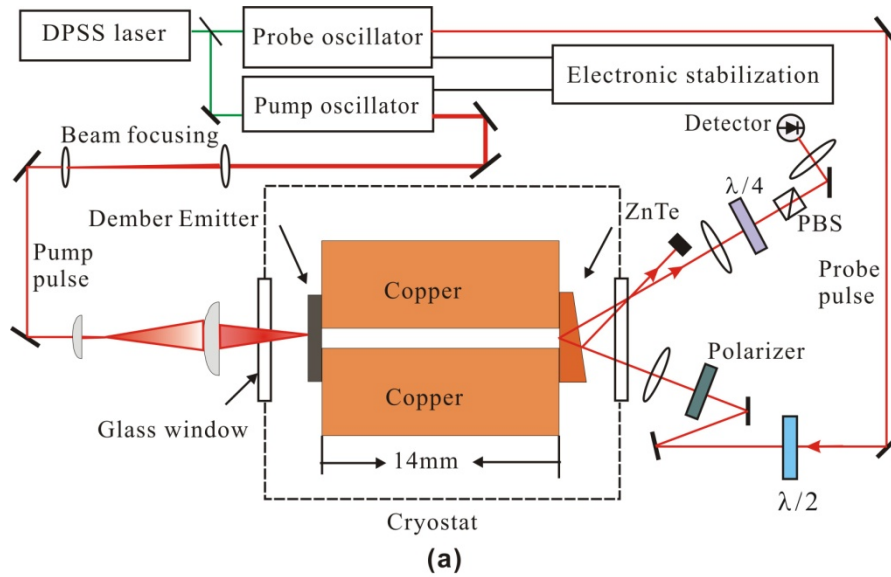 DPSS laser
Probe oscillator
Pump oscillator
Electronic stabilization
Beam focusing
Detector
Dember Emitter
ZnTe
λ/4
PBS
Pump
pulse
Copper
Probe
pulse
Polarizer
Copper
Glass window
14mm
λ/2
Cryostat
(a)